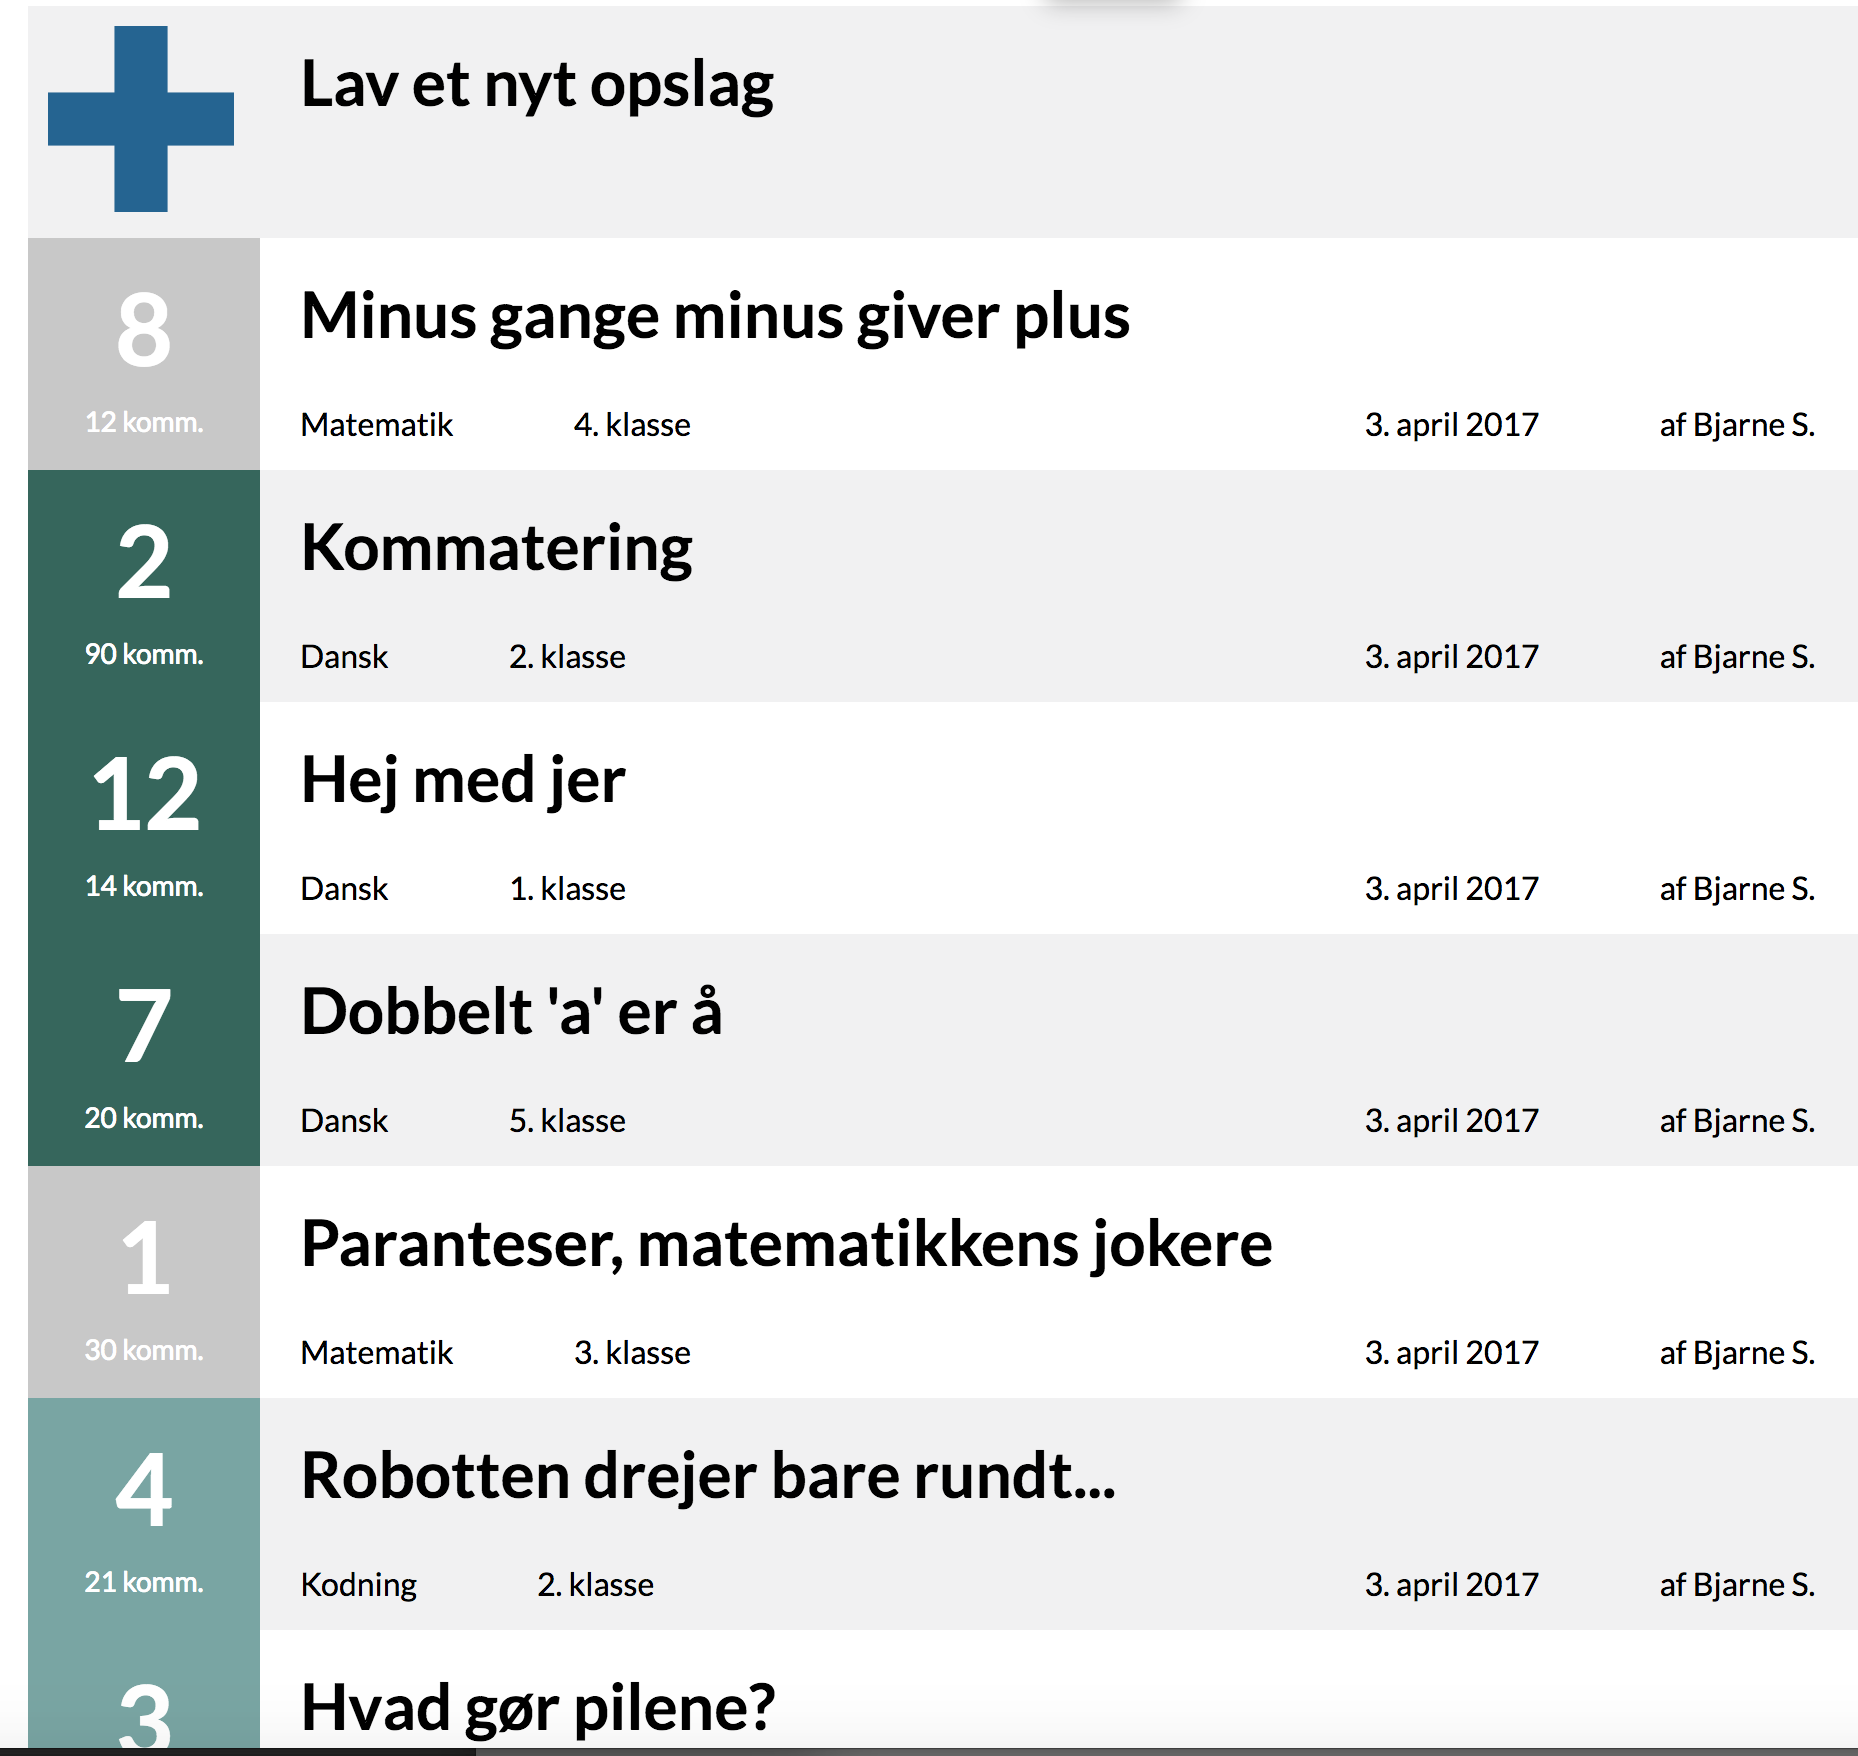 Lav et nyt opslag
8
Minus gange minus giver plus
12 komm.
Matematik 4. klasse 3. april 2017 af Bjarne S.
2
Kommatering
90 komm.
Dansk 2. klasse 3. april 2017 af Bjarne S.
12
Hej med jer
14 komm.
Dansk 1. klasse 3. april 2017 af Bjarne S.
7
Dobbelt 'a' er å
20 komm.
Dansk 5. klasse 3. april 2017 af Bjarne S.
1
Paranteser, matematikkens jokere
30 komm.
Matematik 3. klasse 3. april 2017 af Bjarne S.
4
Robotten drejer bare rundt...
21 komm.
Kodning 2. klasse 3. april 2017 af Bjarne S.
3
Hvad gør pilene?